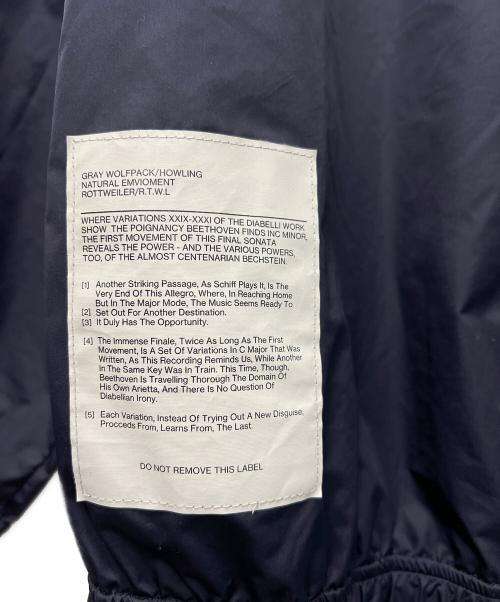 GRAY WOLFPACK/HOWLING
NATURAL EMVIOMENT
ROTTWEILER/R.T.W.L
WHERE VARIATIONS XXIX-XXXI OF THE DIABELLI WORK
SHOW THE POIGNANCY BEETHOVEN FINDS INC MINOR,
THE FIRST MOVEMENT OF THIS FINAL SONATA
REVEALS THE POWER - AND THE VARIOUS POWERS,
TOO, OF THE ALMOST CENTENARIAN BECHSTEIN.
[1] Another Striking Passage, As Schiff Plays It, Is The
Very End Of This Allegro, Where, In Reaching Home
But In The Major Mode, The Music Seems Ready To
[2] Set Out For Another Destination.
[3] It Duly Has The Opportunity.
[4] The Immense Finale, Twice As Long As The First
Movement, Is A Set Of Variations In C Major That Was
Written, As This Recording Reminds Us, While Another
in The Same Key Was In Train. This Time, Though,
Beethoven Is Travelling Thorough The Domain Of
His Own Arietta, And There Is No Question Of
Diabelian Irony.
[5] Each Variation, Instead Of Trying Out A New Disguise,
Procceds From, Learns From, The Last.
DO NOT REMOVE THIS LABEL